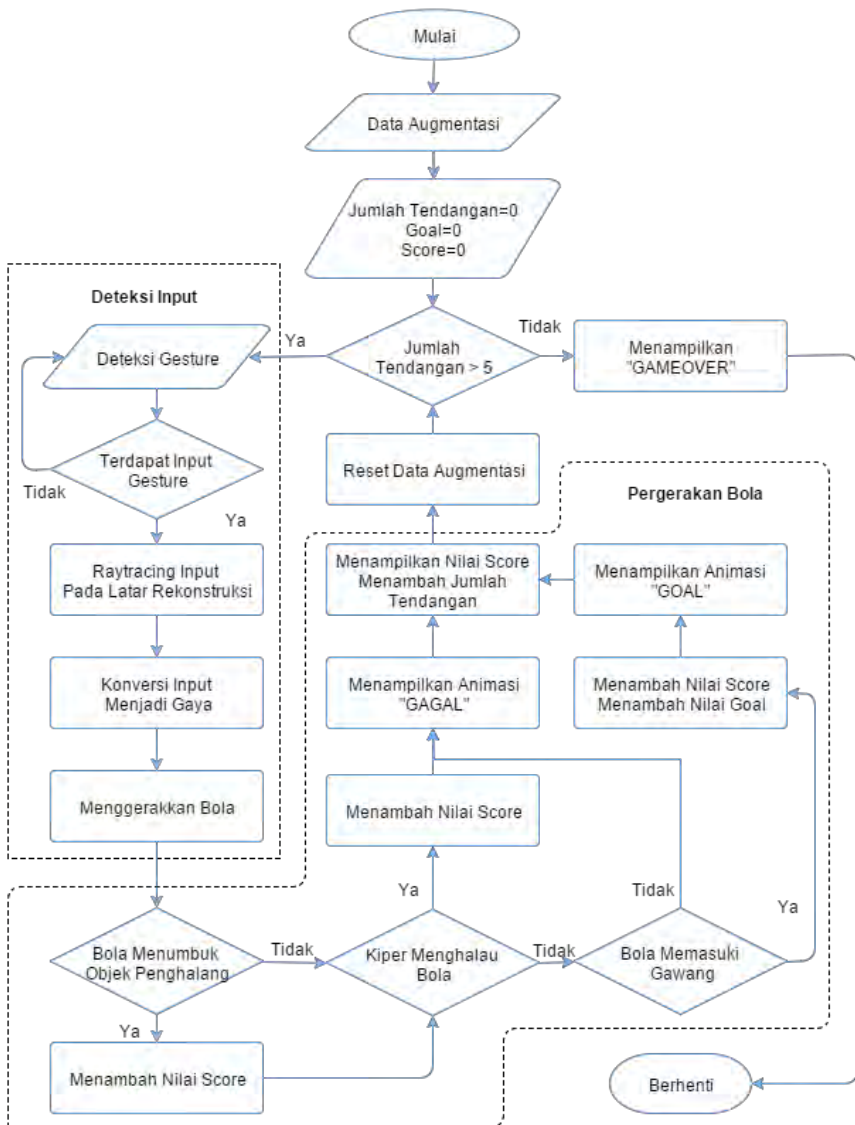 Mulai
Data Augmentasi
Jumlah Tendangan=0
Goal=0
Score=0
Deteksi Input
Deteksi Gesture
Ya
Jumlah
Tendangan > 5
Tidak
Menampilkan
"GAMEOVER"
Terdapat Input
Gesture
Tidak
Ya
Reset Data Augmentasi
Pergerakan Bola
Raytracing Input
Pada Latar Rekonstruksi
Menampilkan Nilai Score
Menambah Jumlah
Tendangan
Menampilkan Animasi
"GOAL"
Konversi Input
Menjadi Gaya
Menampilkan Animasi
"GAGAL"
Menambah Nilai Score
Menambah Nilai Goal
Menggerakkan Bola
Menambah Nilai Score
Ya
Tidak
Ya
Bola Menumbuk
Objek Penghalang
Tidak
Kiper Menghalau
Bola
Tidak
Bola Memasuki
Gawang
Ya
Menambah Nilai Score
Berhenti